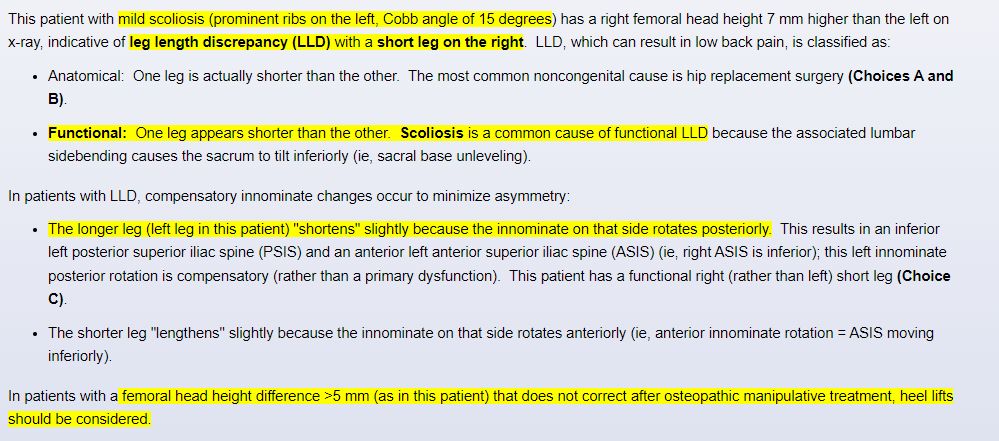 This patient with mild scoliosis (prominent ribs on the left, Cobb angle of 15 degrees) has a right femoral head height 7 mm higher than the left on
x-ray, indicative of leg length discrepancy (LLD) with a short leg on the right. LLD, which can result in low back pain, is classified as:
• Anatomical: One leg is actually shorter than the other. The most common noncongenital cause is hip replacement surgery (Choices A and
B).
• Functional: One leg appears shorter than the other. Scoliosis is a common cause of functional LLD because the associated lumbar
sidebending causes the sacrum to tilt inferiorly (ie, sacral base unleveling).
In patients with LLD, compensatory innominate changes occur to minimize asymmetry:
• The longer leg (left leg in this patient) "shortens" slightly because the innominate on that side rotates posteriorly. This results in an inferior
left posterior superior iliac spine (PSIS) and an anterior left anterior superior iliac spine (ASIS) (ie, right ASIS is inferior); this left innominate
posterior rotation is compensatory (rather than a primary dysfunction). This patient has a functional right (rather than left) short leg (Choice
C).
• The shorter leg "lengthens" slightly because the innominate on that side rotates anteriorly (ie, anterior innominate rotation = ASIS moving
inferiorly).
In patients with a femoral head height difference >5 mm (as in this patient) that does not correct after osteopathic manipulative treatment, heel lifts
should be considered.